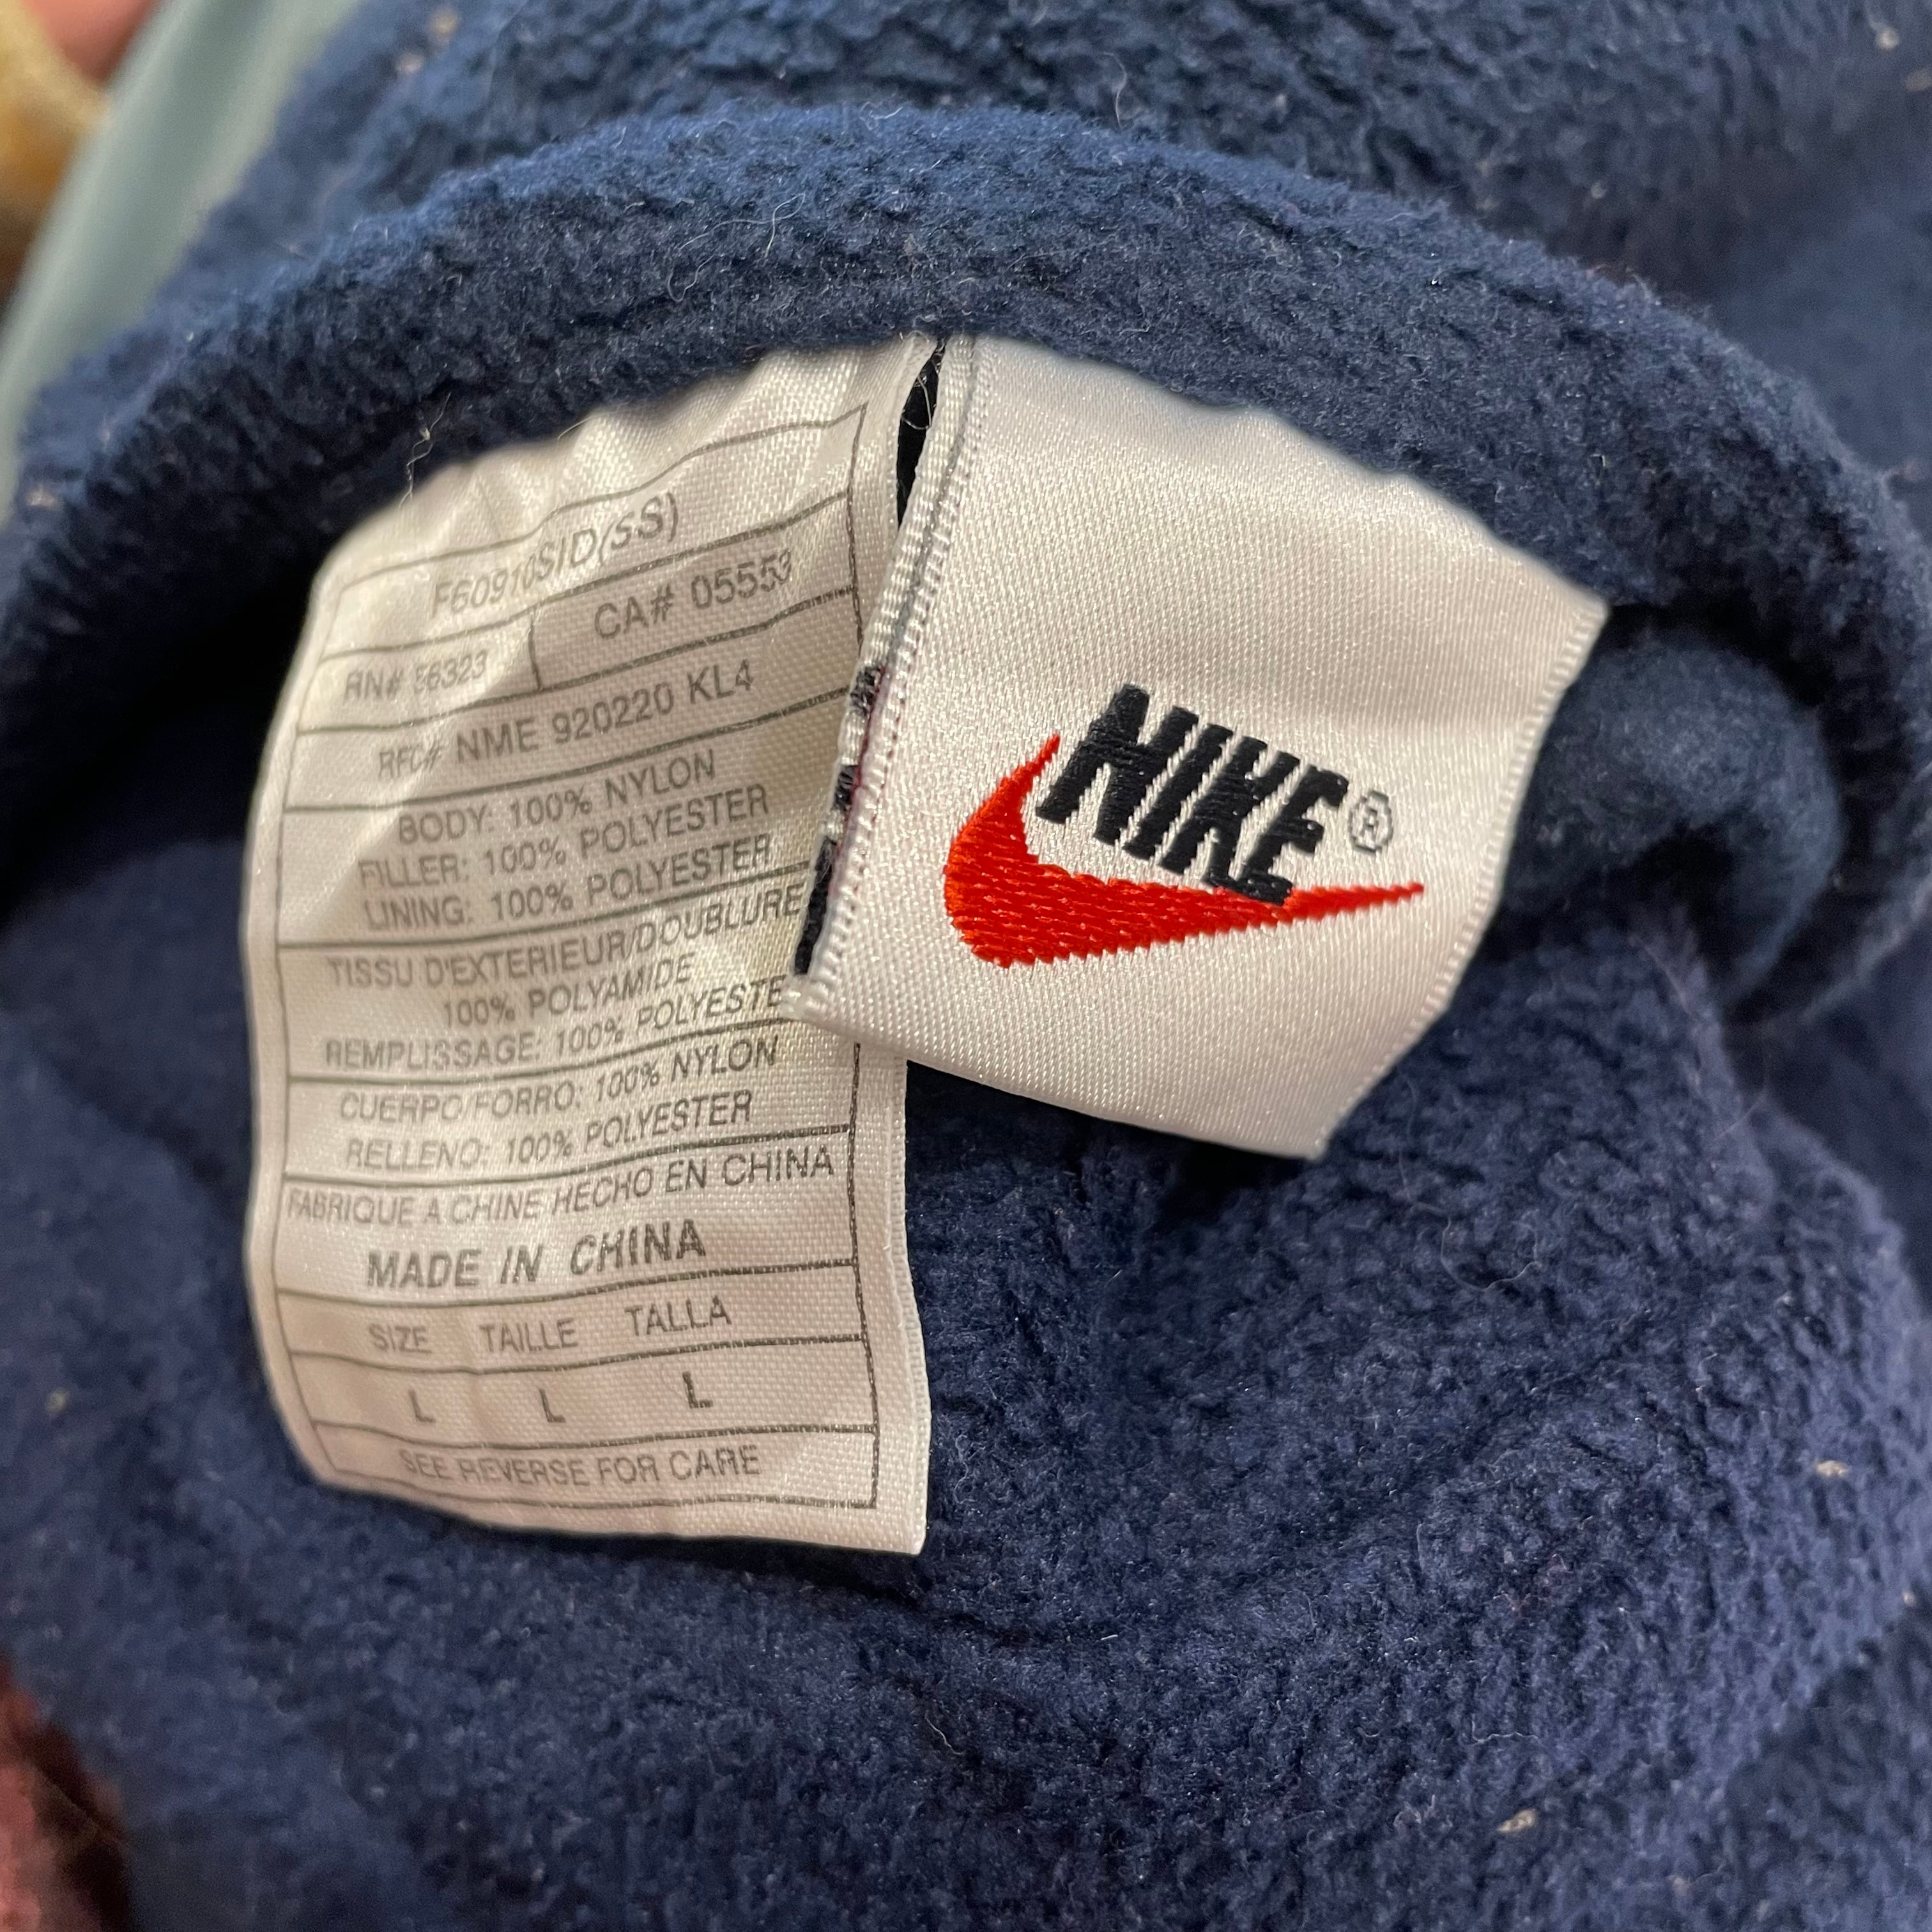 F60910SID(SS)
RN# 56323 CA# 05553
RFC# NME 920220 KL4
BODY: 100% NYLON
FILLER: 100% POLYESTER
LINING: 100% POLYESTER
TISSU D'EXTERIEUR/DOUBLURE
100% POLYAMIDE
REMPLISSAGE: 100% POLYESTE
CUERPO/FORRO: 100% NYLON
RELLENO: 100% POLYESTER
FABRIQUE A CHINE HECHO EN CHINA
MADE IN CHINA
SIZE TAILLE TALLA
L L L
SEE REVERSE FOR CARE
NIKE®